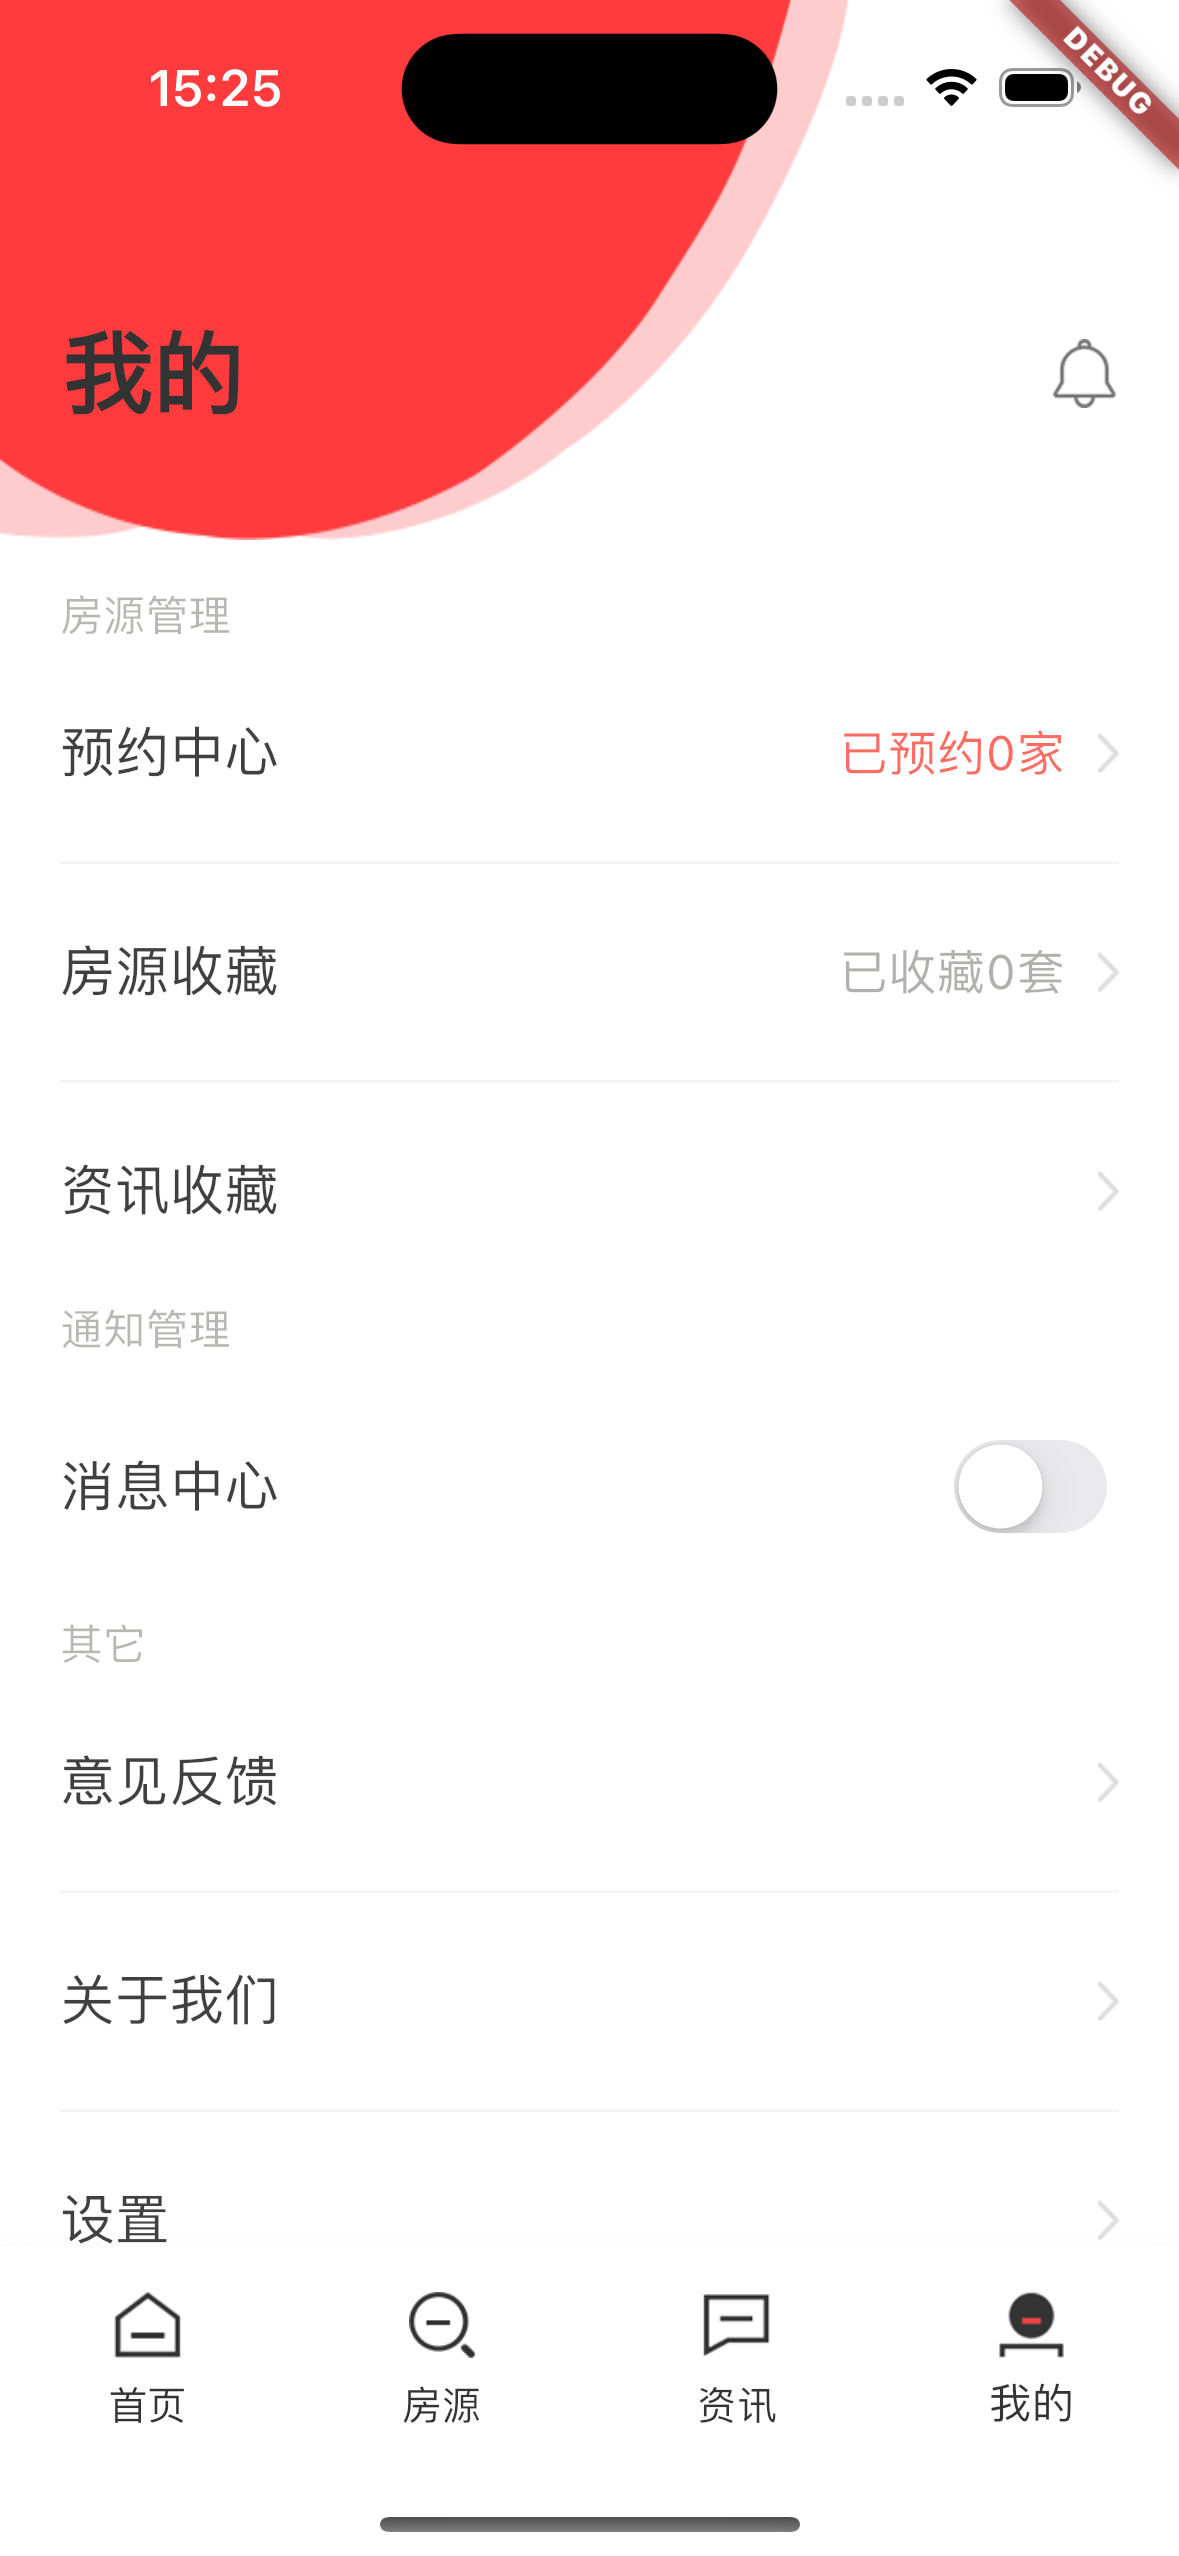 15:25
DEBUG
我的
房源管理
预约中心 已预约0家
房源收藏 已收藏0套
资讯收藏
通知管理
消息中心
其它
意见反馈
关于我们
设置
首页 房源 资讯 我的